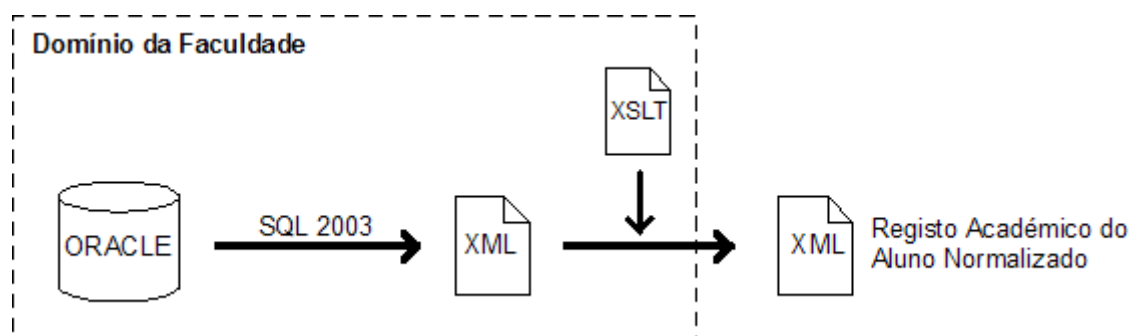 Domínio da Faculdade
XSLT
ORACLE
SQL 2003
XML
XML
Registo Académico do
Aluno Normalizado